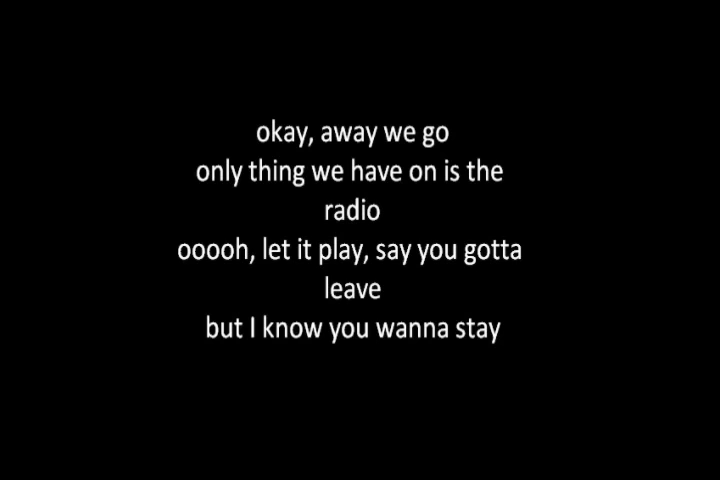 okay, away we go
only thing we have on is the
radio
ooooh, let it play, say you gotta
leave
but I know you wanna stay